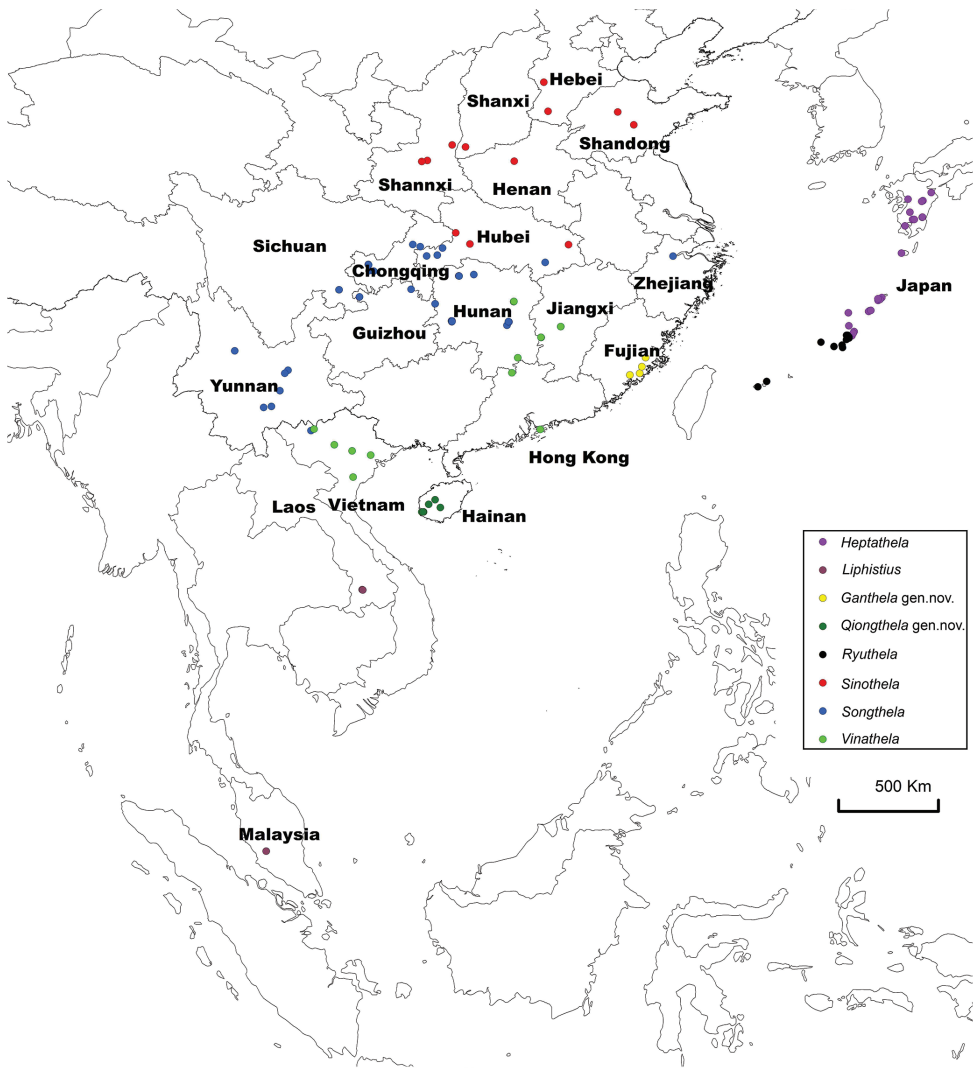 Hebei
Shanxi
Shandong
Shannxi
Henan
Sichuan
Hubei
Chongqing
Zhejiang
Japan
Hunan
Jiangxi
Guizhou
Fujian
Yunnan
Hong Kong
Laos
Vietnam
Hainan
Heptathela
Liphistius
Ganthela gen.nov.
Qiongthela gen.nov.
Ryuthela
Sinothela
Songthela
Vinathela
500 Km
Malaysia